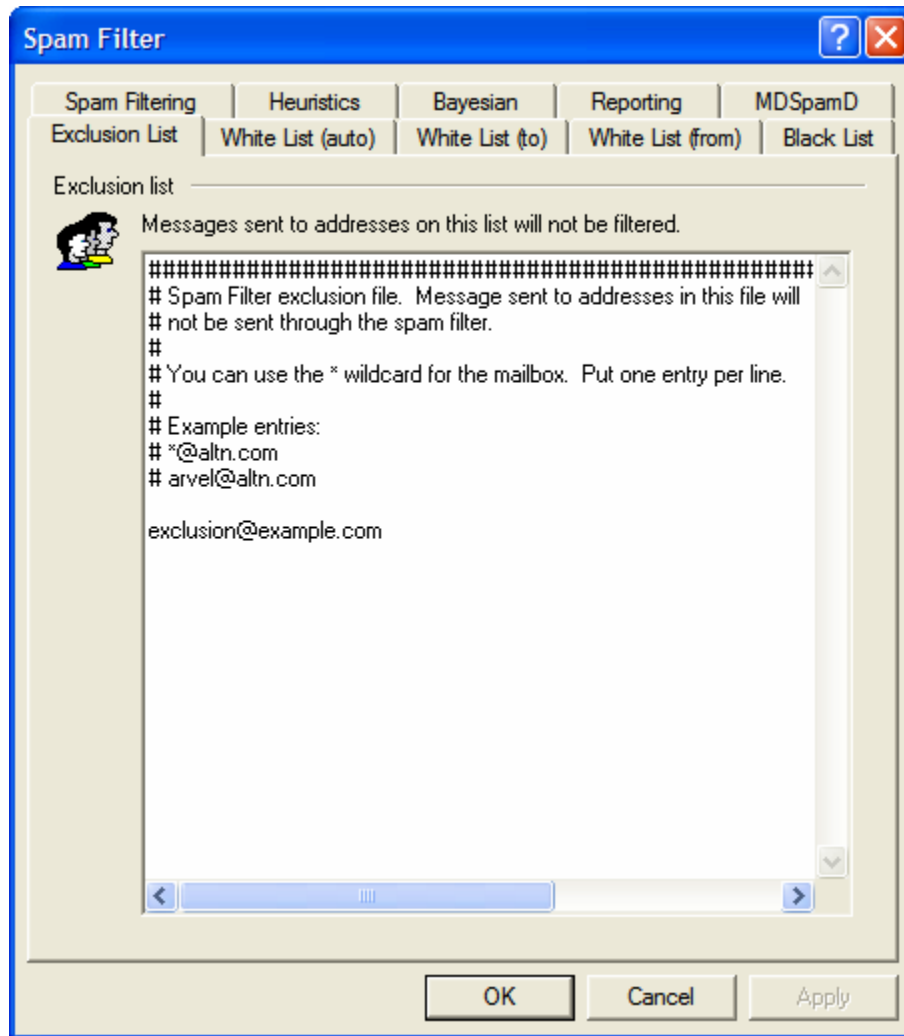 Spam Filter
Spam Filtering Heuristics Bayesian Reporting MDSpamD
Exclusion List White List (auto) White List (to) White List (from) Black List
Exclusion list
Messages sent to addresses on this list will not be filtered.
###############################################
# Spam Filter exclusion file.  Message sent to addresses in this file will
# not be sent through the spam filter.
#
# You can use the * wildcard for the mailbox.  Put one entry per line.
#
# Example entries:
# *@altn.com
# arvel@altn.com
exclusion@example.com
OK Cancel Apply